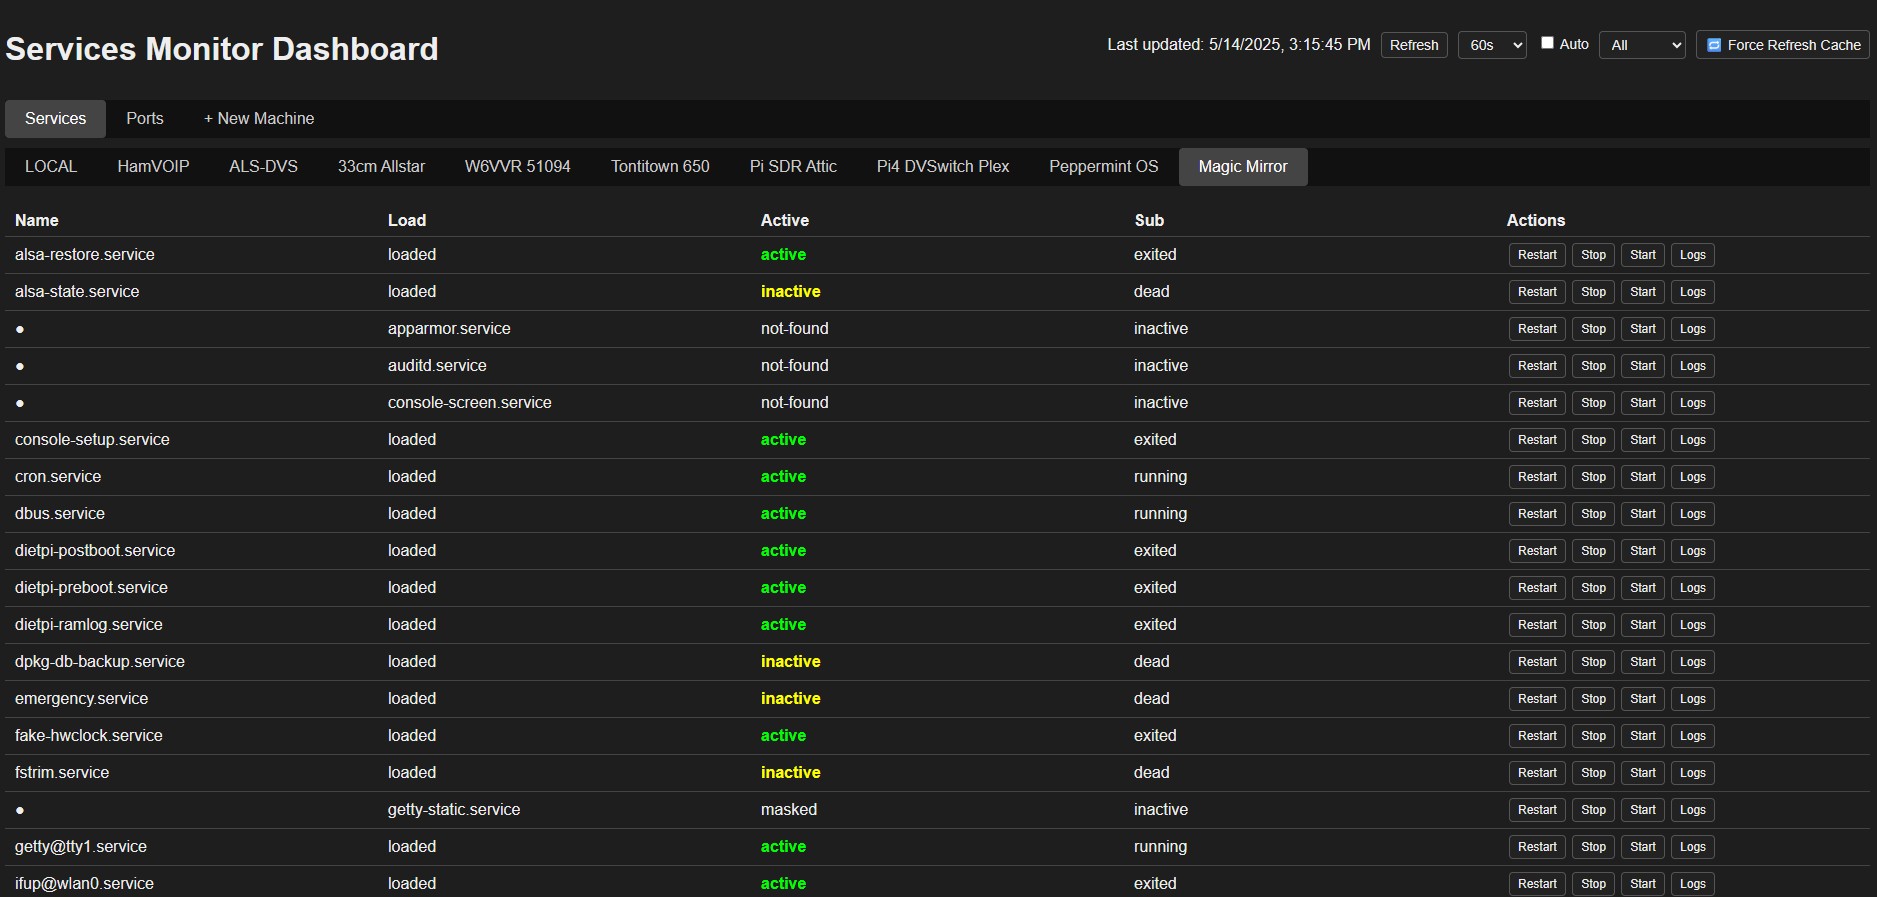 Services Monitor Dashboard
Last updated: 5/14/2025, 3:15:45 PM Refresh 60s Auto All Force Refresh Cache
Services Ports + New Machine
LOCAL HamVOIP ALS-DVS 33cm Allstar W6VVR 51094 Tontitown 650 Pi SDR Attic Pi4 DVSwitch Plex Peppermint OS Magic Mirror
Name Load Active Sub Actions
alsa-restore.service loaded active exited Restart Stop Start Logs
alsa-state.service loaded inactive dead Restart Stop Start Logs
● apparmor.service not-found inactive Restart Stop Start Logs
● auditd.service not-found inactive Restart Stop Start Logs
● console-screen.service not-found inactive Restart Stop Start Logs
console-setup.service loaded active exited Restart Stop Start Logs
cron.service loaded active running Restart Stop Start Logs
dbus.service loaded active running Restart Stop Start Logs
dietpi-postboot.service loaded active exited Restart Stop Start Logs
dietpi-preboot.service loaded active exited Restart Stop Start Logs
dietpi-ramlog.service loaded active exited Restart Stop Start Logs
dpkg-db-backup.service loaded inactive dead Restart Stop Start Logs
emergency.service loaded inactive dead Restart Stop Start Logs
fake-hwclock.service loaded active exited Restart Stop Start Logs
fstrim.service loaded inactive dead Restart Stop Start Logs
● getty-static.service masked inactive Restart Stop Start Logs
getty@tty1.service loaded active running Restart Stop Start Logs
ifup@wlan0.service loaded active exited Restart Stop Start Logs